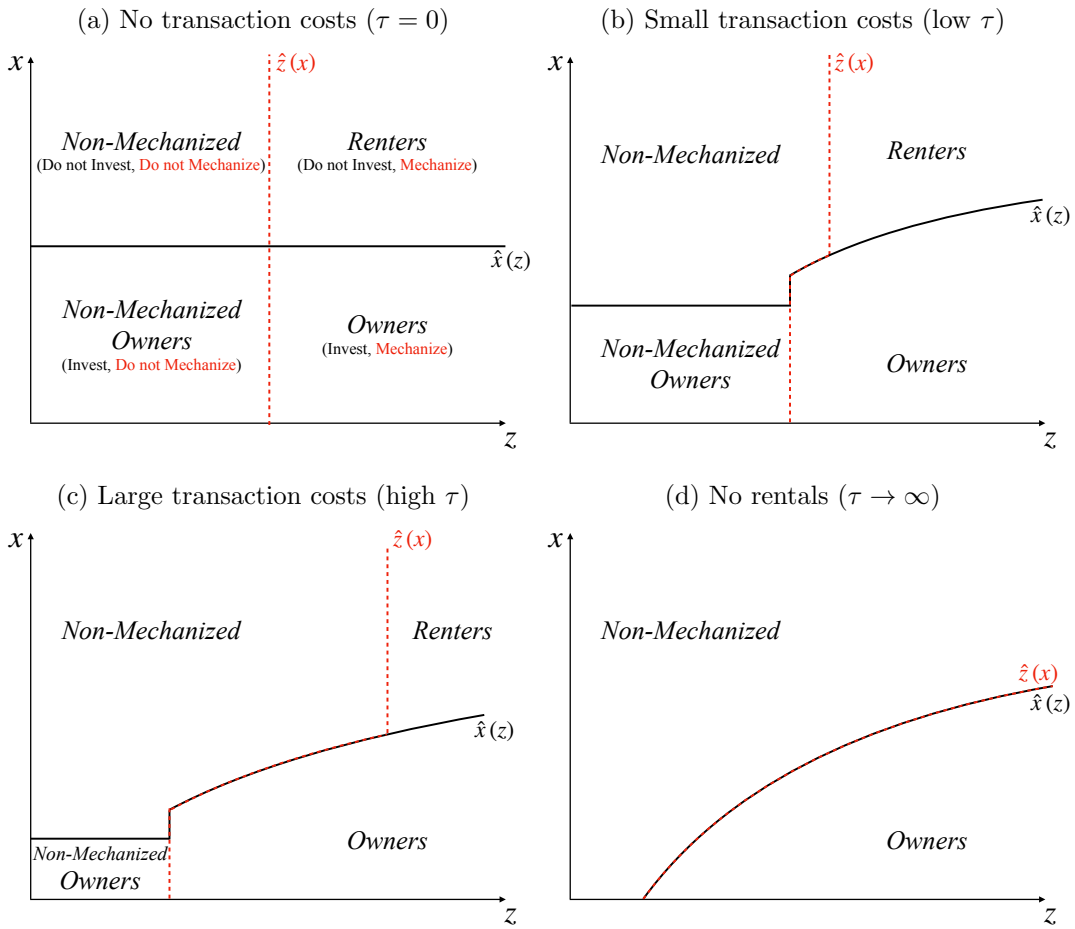 (a) No transaction costs (τ = 0)
x
ẑ(x)
Non-Mechanized
(Do not Invest, Do not Mechanize)
Renters
(Do not Invest, Mechanize)
x̂(z)
Non-Mechanized
Owners
(Invest, Do not Mechanize)
Owners
(Invest, Mechanize)
z
(b) Small transaction costs (low τ)
x
ẑ(x)
Non-Mechanized
Renters
x̂(z)
Non-Mechanized
Owners
Owners
z
(c) Large transaction costs (high τ)
x
ẑ(x)
Non-Mechanized
Renters
x̂(z)
Non-Mechanized
Owners
Owners
z
(d) No rentals (τ → ∞)
x
Non-Mechanized
ẑ(x)
x̂(z)
Owners
z